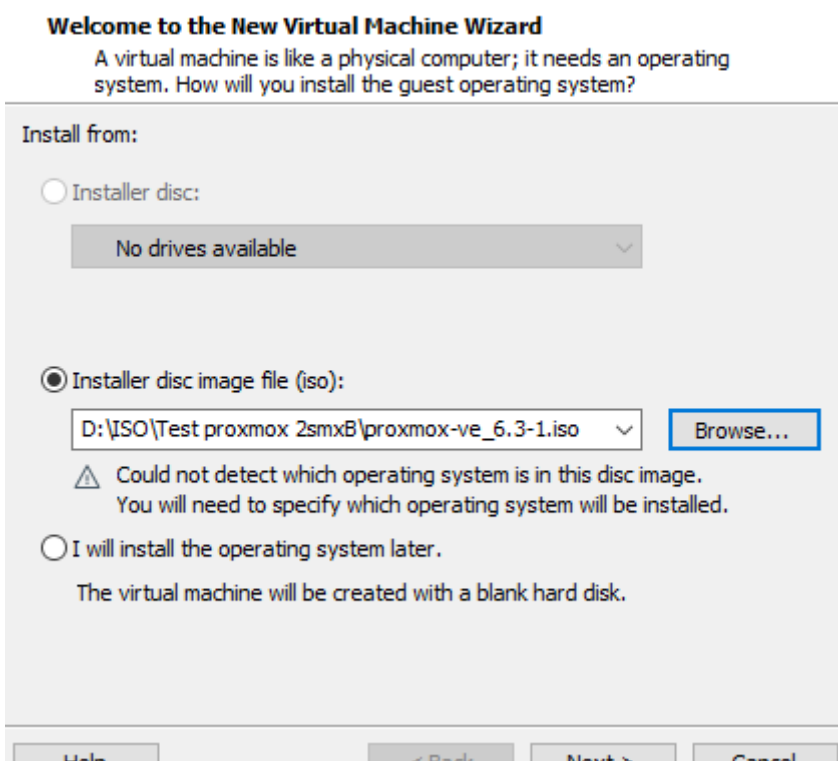 Welcome to the New Virtual Machine Wizard
A virtual machine is like a physical computer; it needs an operating
system. How will you install the guest operating system?
Install from:
Installer disc:
No drives available
Installer disc image file (iso):
D:\ISO\Test proxmox 2smxB\proxmox-ve_6.3-1.iso
Browse...
Could not detect which operating system is in this disc image.
You will need to specify which operating system will be installed.
I will install the operating system later.
The virtual machine will be created with a blank hard disk.
Help
< Back
Next >
Cancel